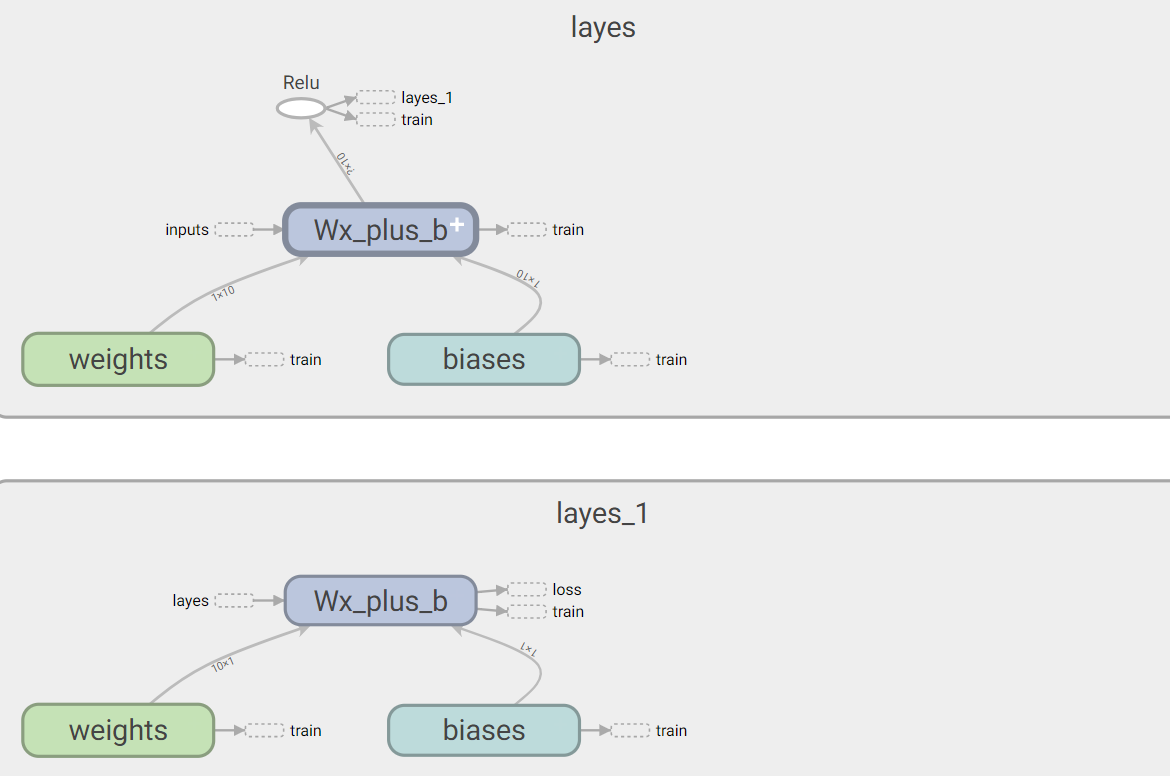 layes
Relu
layes_1
train
?×10
inputs
Wx_plus_b
+
train
1×10
1×10
weights
train
biases
train
layes_1
layes
Wx_plus_b
loss
train
10×1
1×1
weights
train
biases
train